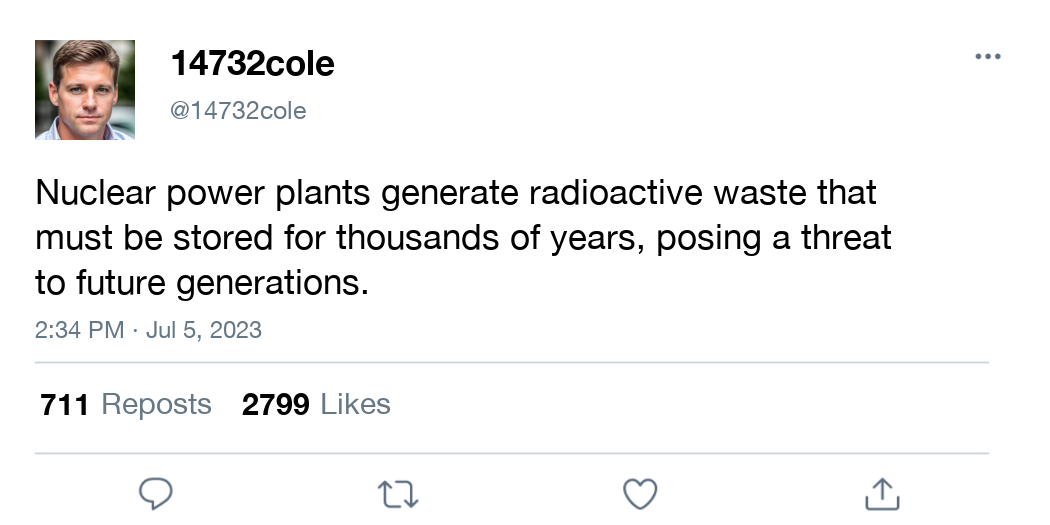 14732cole
@14732cole
Nuclear power plants generate radioactive waste that
must be stored for thousands of years, posing a threat
to future generations.
2:34 PM · Jul 5, 2023
711 Reposts 2799 Likes